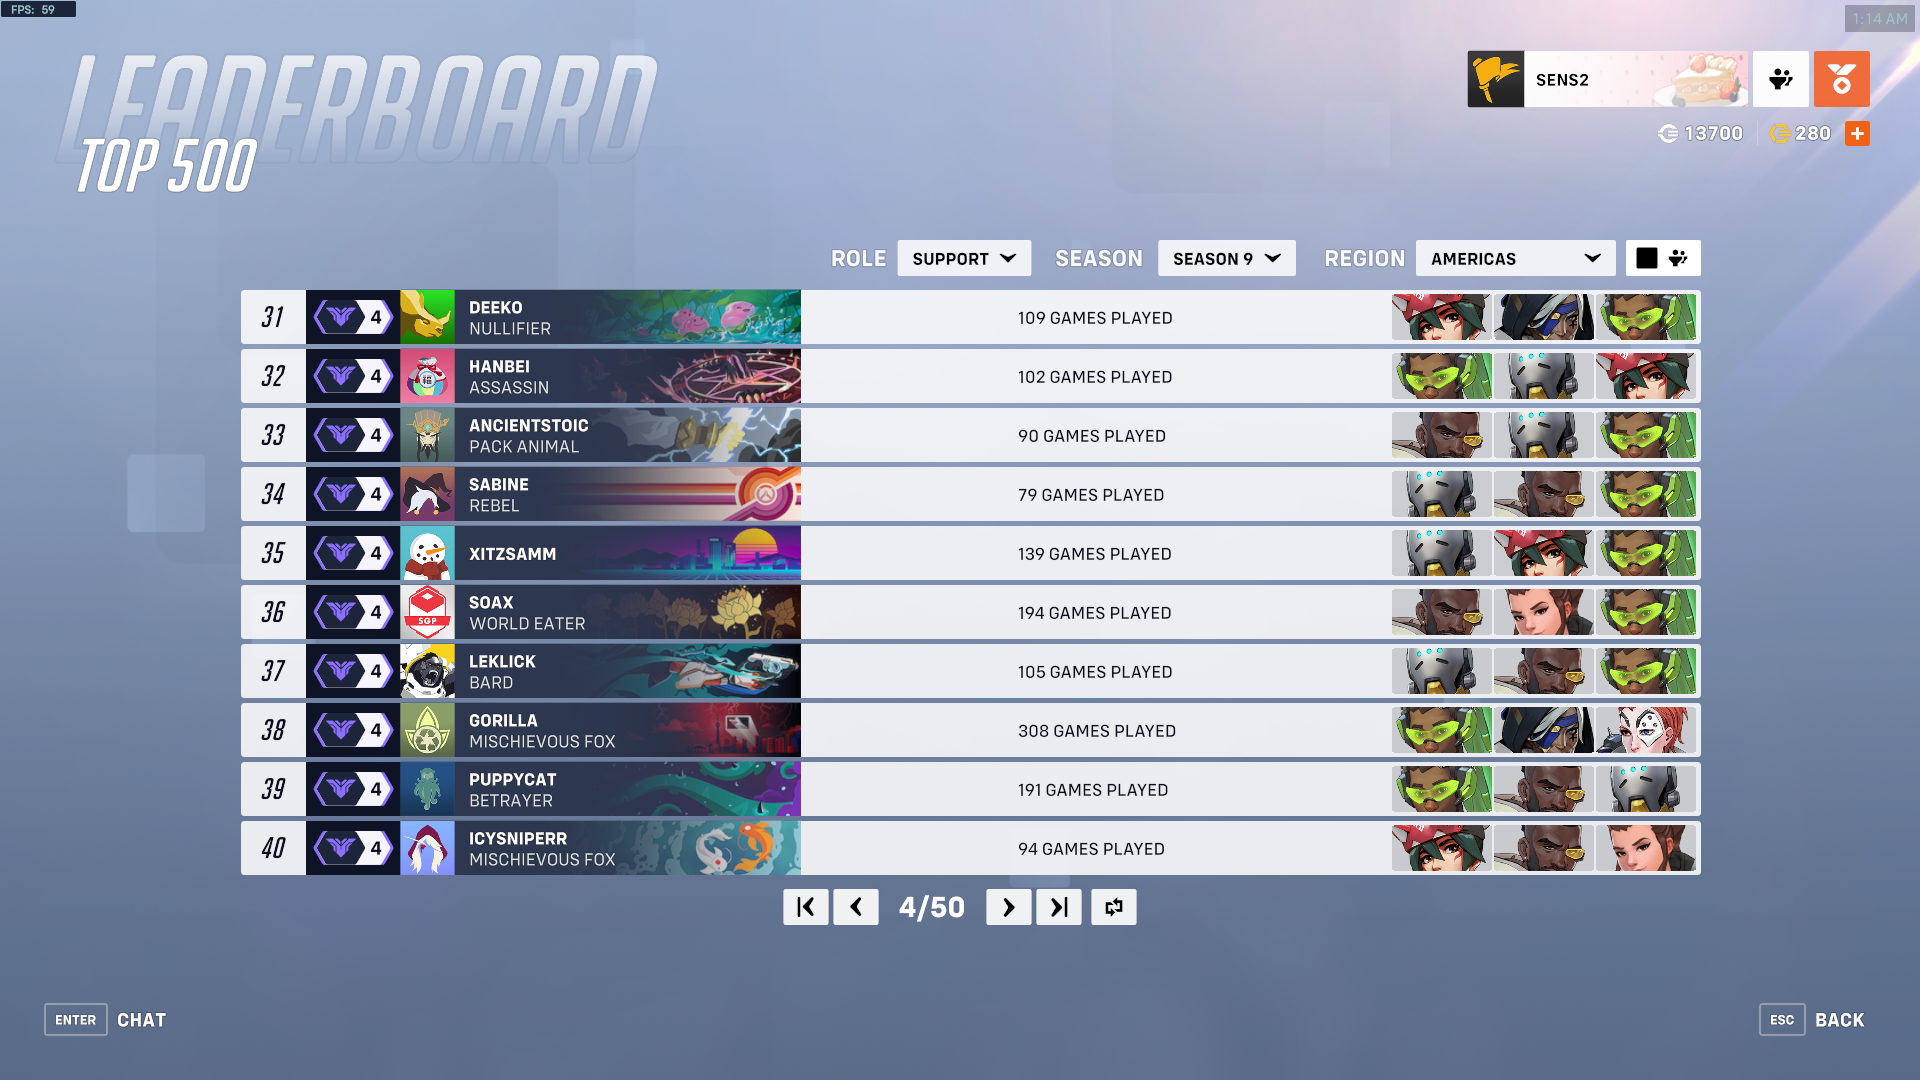 FPS: 59
1:14 AM
LEADERBOARD
TOP 500
SENS2
13700
280
ROLE SUPPORT SEASON SEASON 9 REGION AMERICAS
31 4 DEEKO NULLIFIER 109 GAMES PLAYED
32 4 HANBEI ASSASSIN 102 GAMES PLAYED
33 4 ANCIENTSTOIC PACK ANIMAL 90 GAMES PLAYED
34 4 SABINE REBEL 79 GAMES PLAYED
35 4 XITZSAMM 139 GAMES PLAYED
36 4 SGP SOAX WORLD EATER 194 GAMES PLAYED
37 4 LEKLICK BARD 105 GAMES PLAYED
38 4 GORILLA MISCHIEVOUS FOX 308 GAMES PLAYED
39 4 PUPPYCAT BETRAYER 191 GAMES PLAYED
40 4 ICYSNIPERR MISCHIEVOUS FOX 94 GAMES PLAYED
4/50
ENTER CHAT
ESC BACK